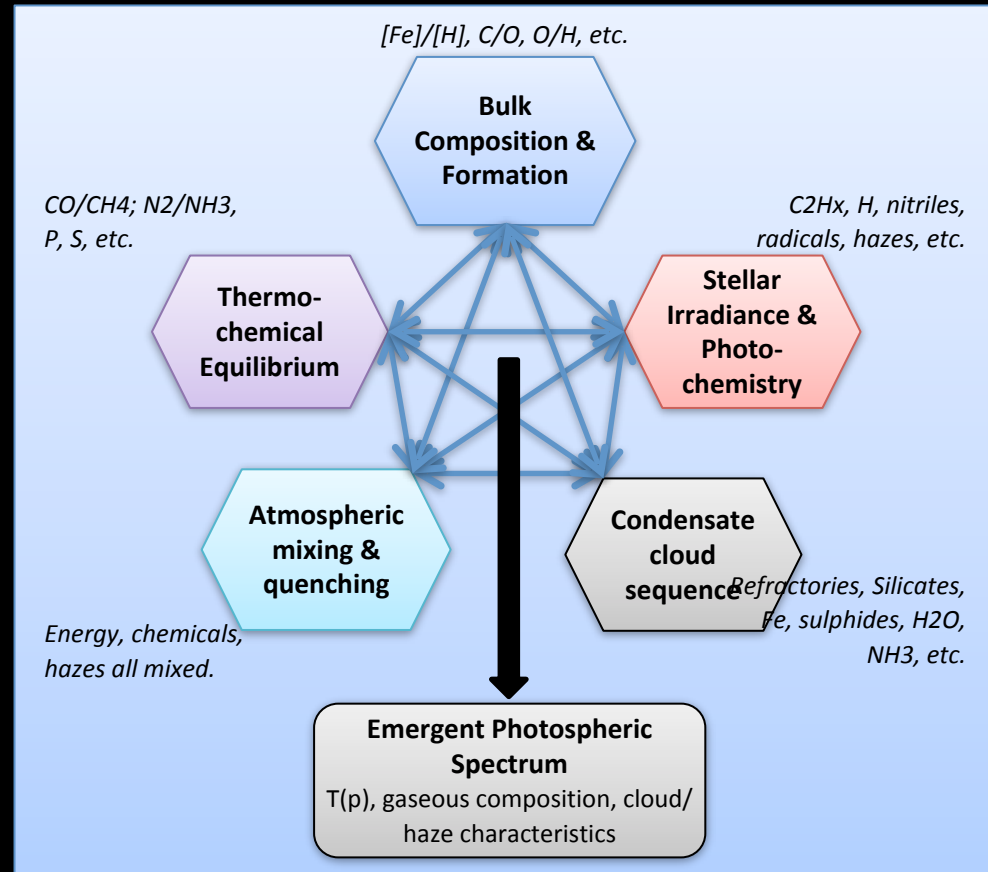 [Fe]/[H], C/O, O/H, etc.
Bulk
Composition &
Formation
CO/CH4; N2/NH3,
P, S, etc.
C2Hx, H, nitriles,
radicals, hazes, etc.
Thermo-
chemical
Equilibrium
Stellar
Irradiance &
Photo-
chemistry
Atmospheric
mixing &
quenching
Condensate
cloud
sequence
Energy, chemicals,
hazes all mixed.
Refractories, Silicates,
Fe, sulphides, H2O,
NH3, etc.
Emergent Photospheric
Spectrum
T(p), gaseous composition, cloud/
haze characteristics